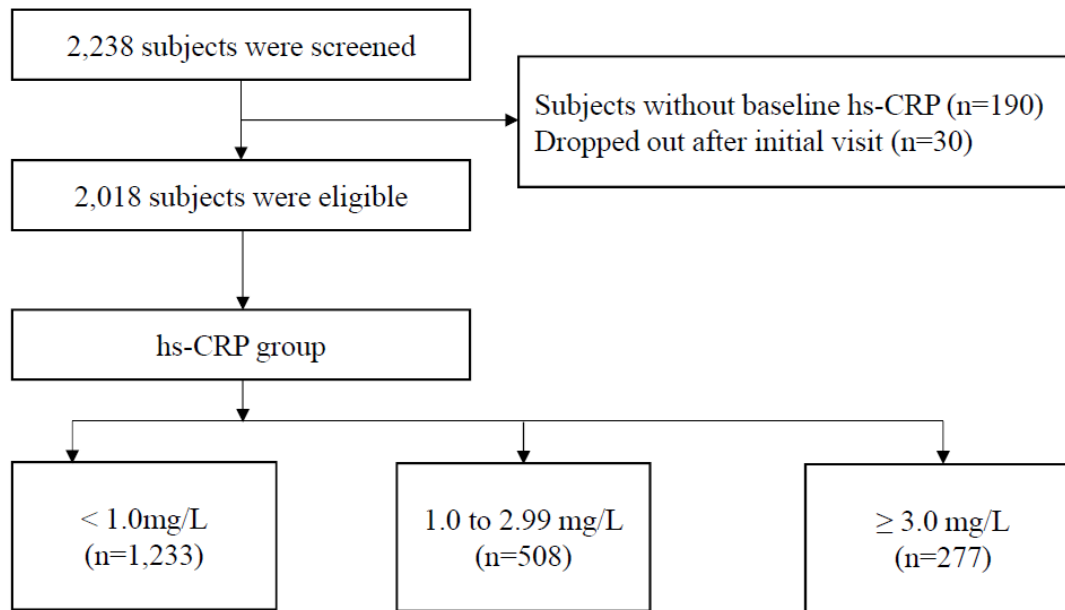 2,238 subjects were screened
Subjects without baseline hs-CRP (n=190)
Dropped out after initial visit (n=30)
2,018 subjects were eligible
hs-CRP group
< 1.0mg/L
(n=1,233)
1.0 to 2.99 mg/L
(n=508)
≥ 3.0 mg/L
(n=277)